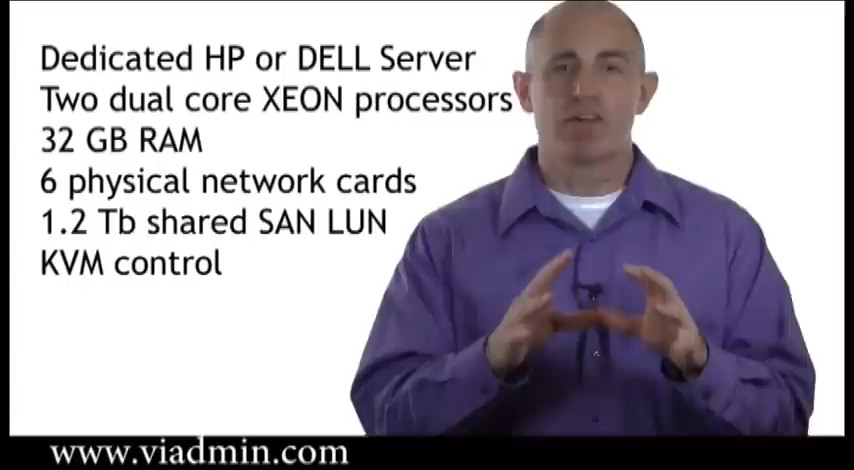 Dedicated HP or DELL Server
Two dual core XEON processors
32 GB RAM
6 physical network cards
1.2 Tb shared SAN LUN
KVM control
www.viadmin.com